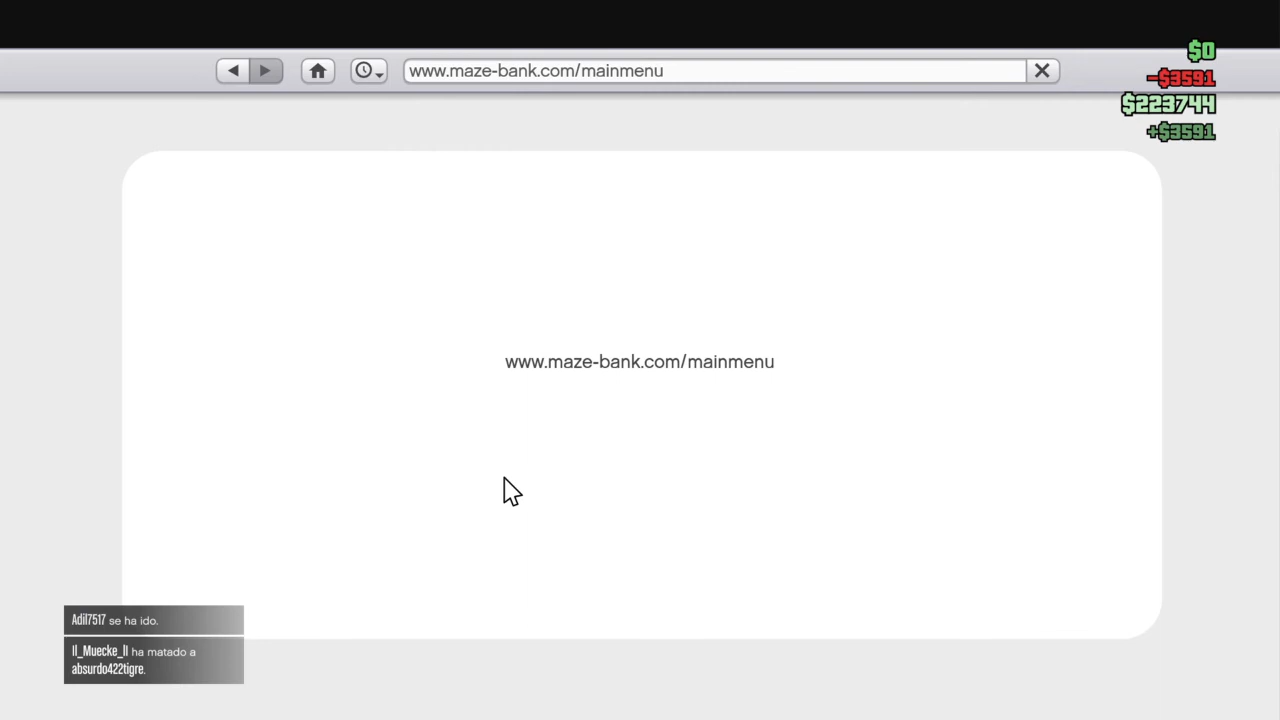 www.maze-bank.com/mainmenu
$0
-$3591
$223744
+$3591
www.maze-bank.com/mainmenu
Adil7517 se ha ido.
II_Muecke_II ha matado a
absurdo422tigre.